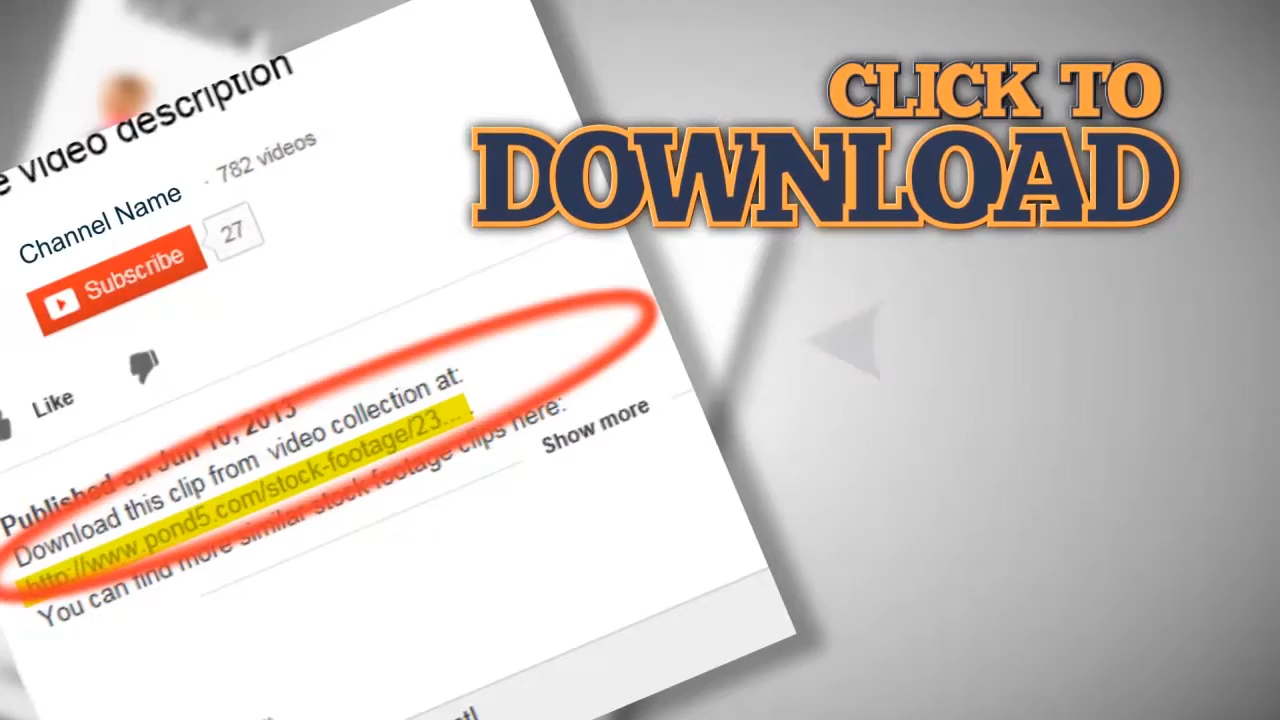 CLICK TO
DOWNLOAD
e video description
Channel Name · 782 videos
Subscribe 27
Like
Published on Jun 10, 2013
Download this clip from video collection at:
http://www.pond5.com/stock-footage/23... .
You can find more similar stock footage clips here:
Show more